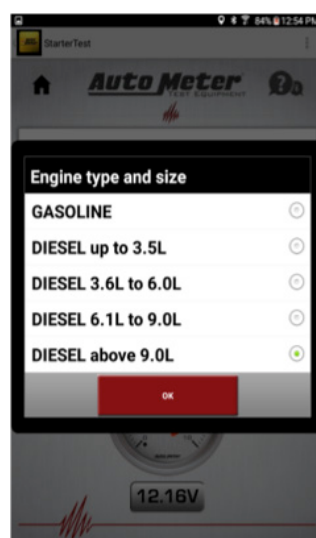 84% 12:54 PM
StarterTest
Auto Meter
TEST EQUIPMENT
Engine type and size
GASOLINE
DIESEL up to 3.5L
DIESEL 3.6L to 6.0L
DIESEL 6.1L to 9.0L
DIESEL above 9.0L
OK
12.16V